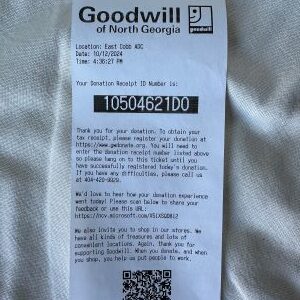 Goodwill
of North Georgia
goodwill
Location: East Cobb ADC
Date: 10/12/2024
Time: 4:36:27 PM
Your Donation Receipt ID Number is:
10504621D0
Thank you for your donation. To obtain your
tax receipt, please register your donation at
https://www.gwdonate.org. You will need to
enter the donation receipt number listed above
so please hang on to this ticket until you
have successfully registered today's donation.
If you have any difficulties, please call us
at 404-420-9929.
We'd love to hear how your donation experience
went today! Please scan below to share your
feedback or use this URL:
We also invite you to shop in our stores. We
have all kinds of treasures and lots of
convenient locations. Again, thank you for
supporting Goodwill. When you donate, and when
you shop, you help us put people to work.